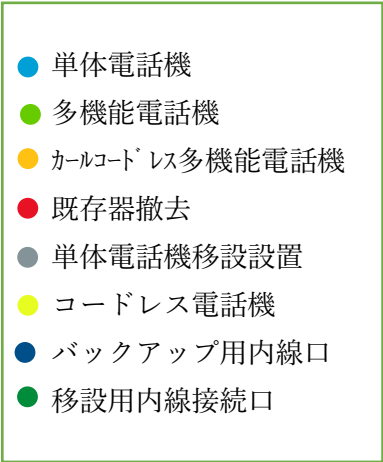 単体電話機
多機能電話機
ｶｰﾙｺｰﾄﾞﾚｽ多機能電話機
既存器撤去
単体電話機移設設置
コードレス電話機
バックアップ用内線口
移設用内線接続口